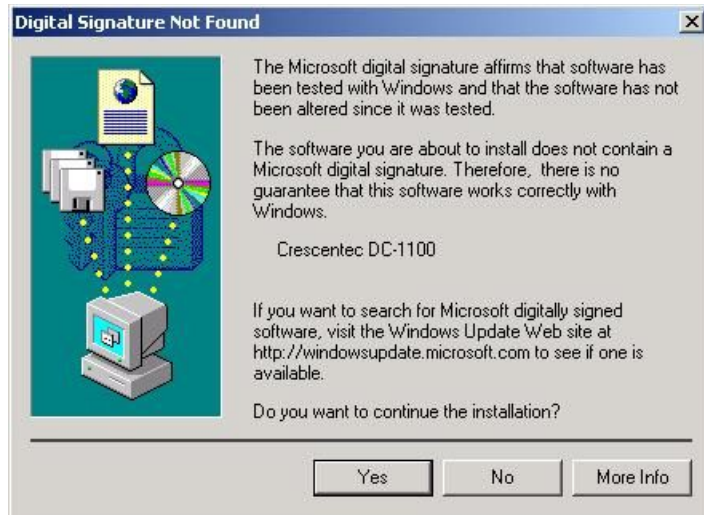 Digital Signature Not Found
The Microsoft digital signature affirms that software has
been tested with Windows and that the software has not
been altered since it was tested.
The software you are about to install does not contain a
Microsoft digital signature. Therefore, there is no
guarantee that this software works correctly with
Windows.
Crescentec DC-1100
If you want to search for Microsoft digitally signed
software, visit the Windows Update Web site at
http://windowsupdate.microsoft.com to see if one is
available.
Do you want to continue the installation?
Yes No More Info